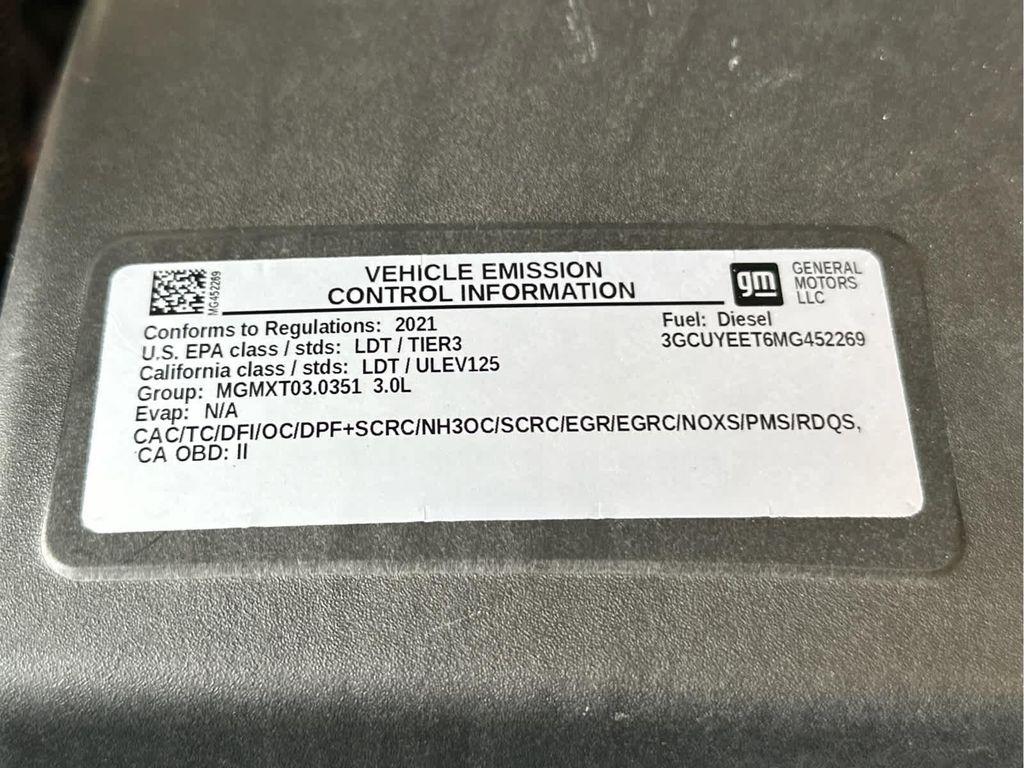 MG452269
VEHICLE EMISSION
CONTROL INFORMATION
gm
GENERAL
MOTORS
LLC
Conforms to Regulations: 2021
U.S. EPA class / stds: LDT / TIER3
California class / stds: LDT / ULEV125
Group: MGMXT03.0351 3.0L
Evap: N/A
Fuel: Diesel
3GCUYEET6MG452269
CAC/TC/DFI/OC/DPF+SCRC/NH3OC/SCRC/EGR/EGRC/NOXS/PMS/RDQS,
CA OBD: II